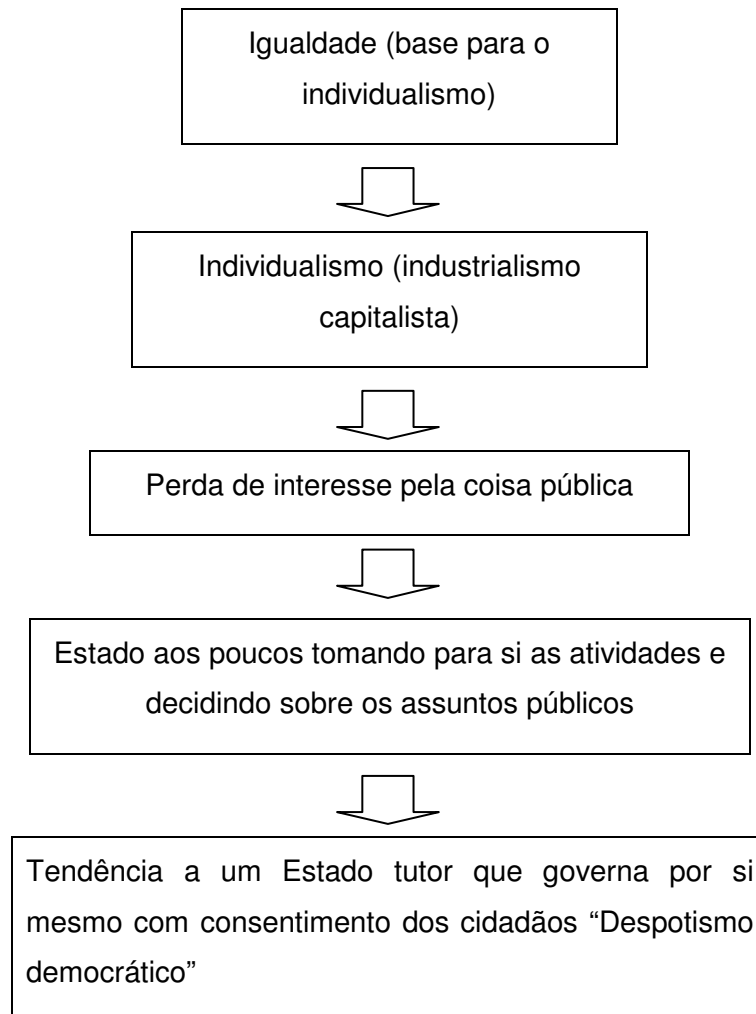 Igualdade (base para o
individualismo)
Individualismo (industrialismo
capitalista)
Perda de interesse pela coisa pública
Estado aos poucos tomando para si as atividades e
decidindo sobre os assuntos públicos
Tendência a um Estado tutor que governa por si
mesmo com consentimento dos cidadãos “Despotismo
democrático”